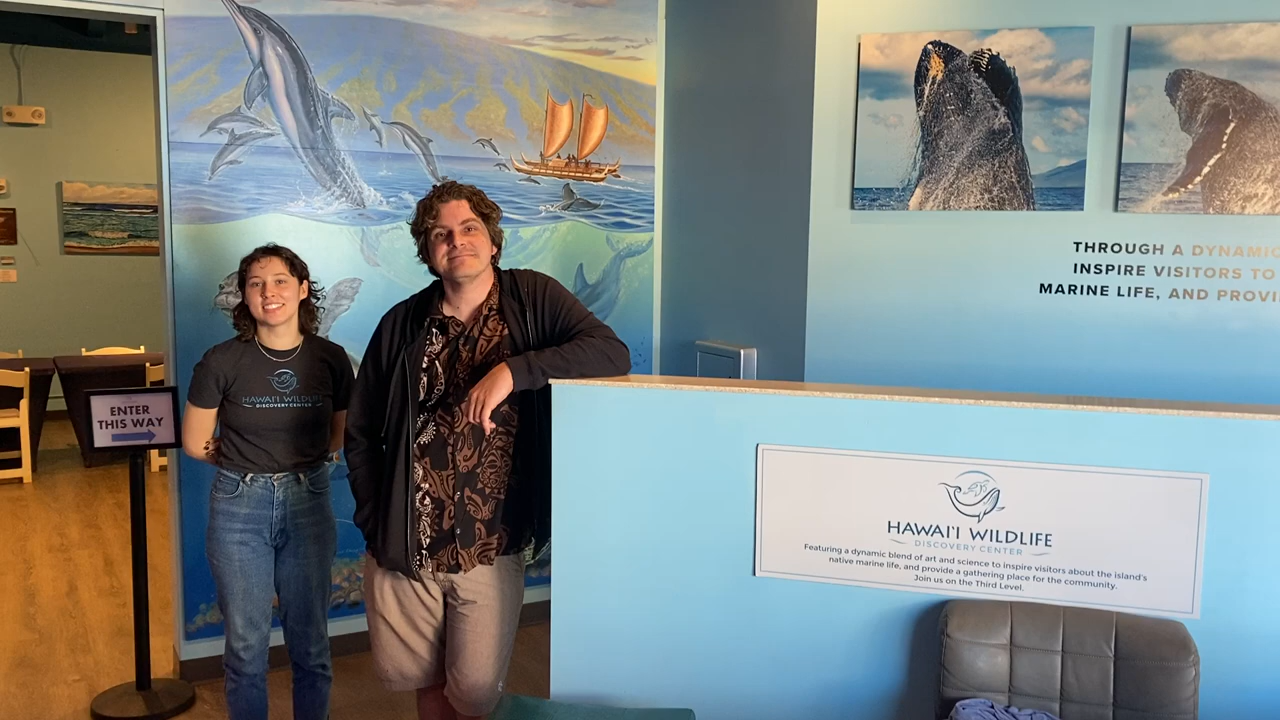 THROUGH A DYNAMIC
INSPIRE VISITORS TO
MARINE LIFE, AND PROVI
ENTER
THIS WAY
HAWAI'I WILDLIFE
DISCOVERY CENTER
HAWAI'I WILDLIFE
DISCOVERY CENTER
Featuring a dynamic blend of art and science to inspire visitors about the island's
native marine life, and provide a gathering place for the community.
Join us on the Third Level.